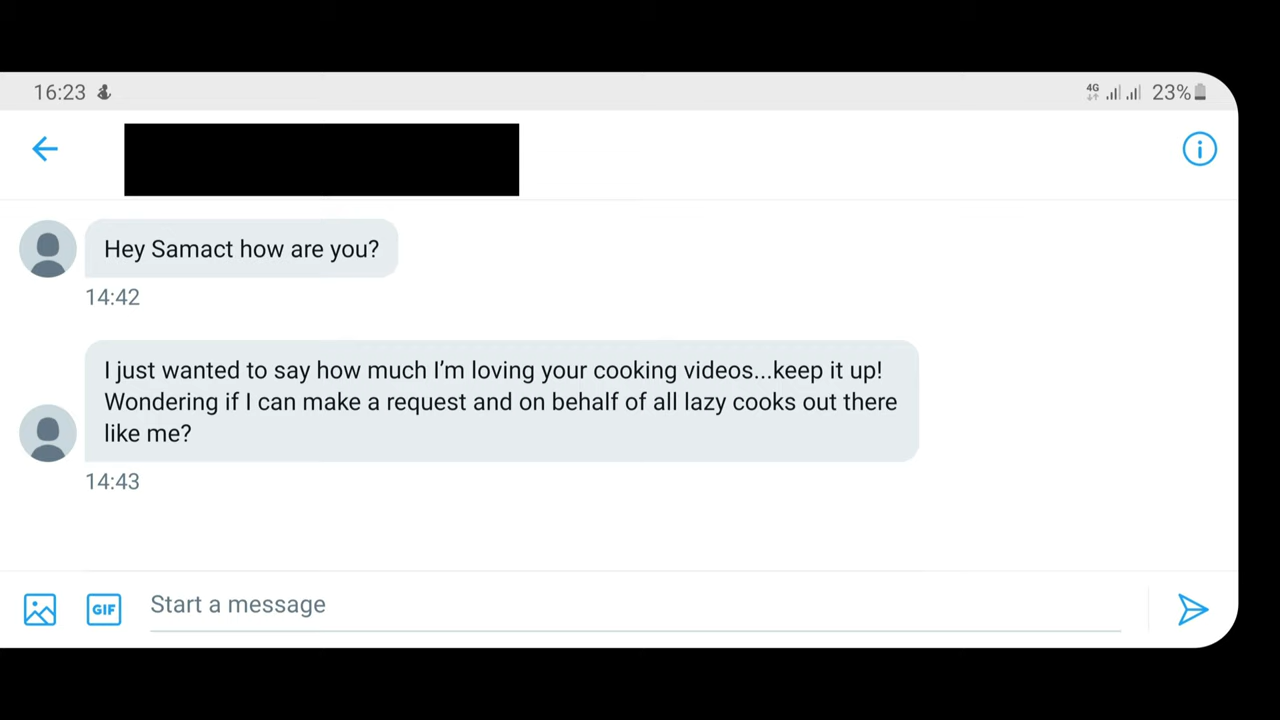 16:23
4G
23%
Hey Samact how are you?
14:42
I just wanted to say how much I’m loving your cooking videos...keep it up!
Wondering if I can make a request and on behalf of all lazy cooks out there
like me?
14:43
GIF
Start a message